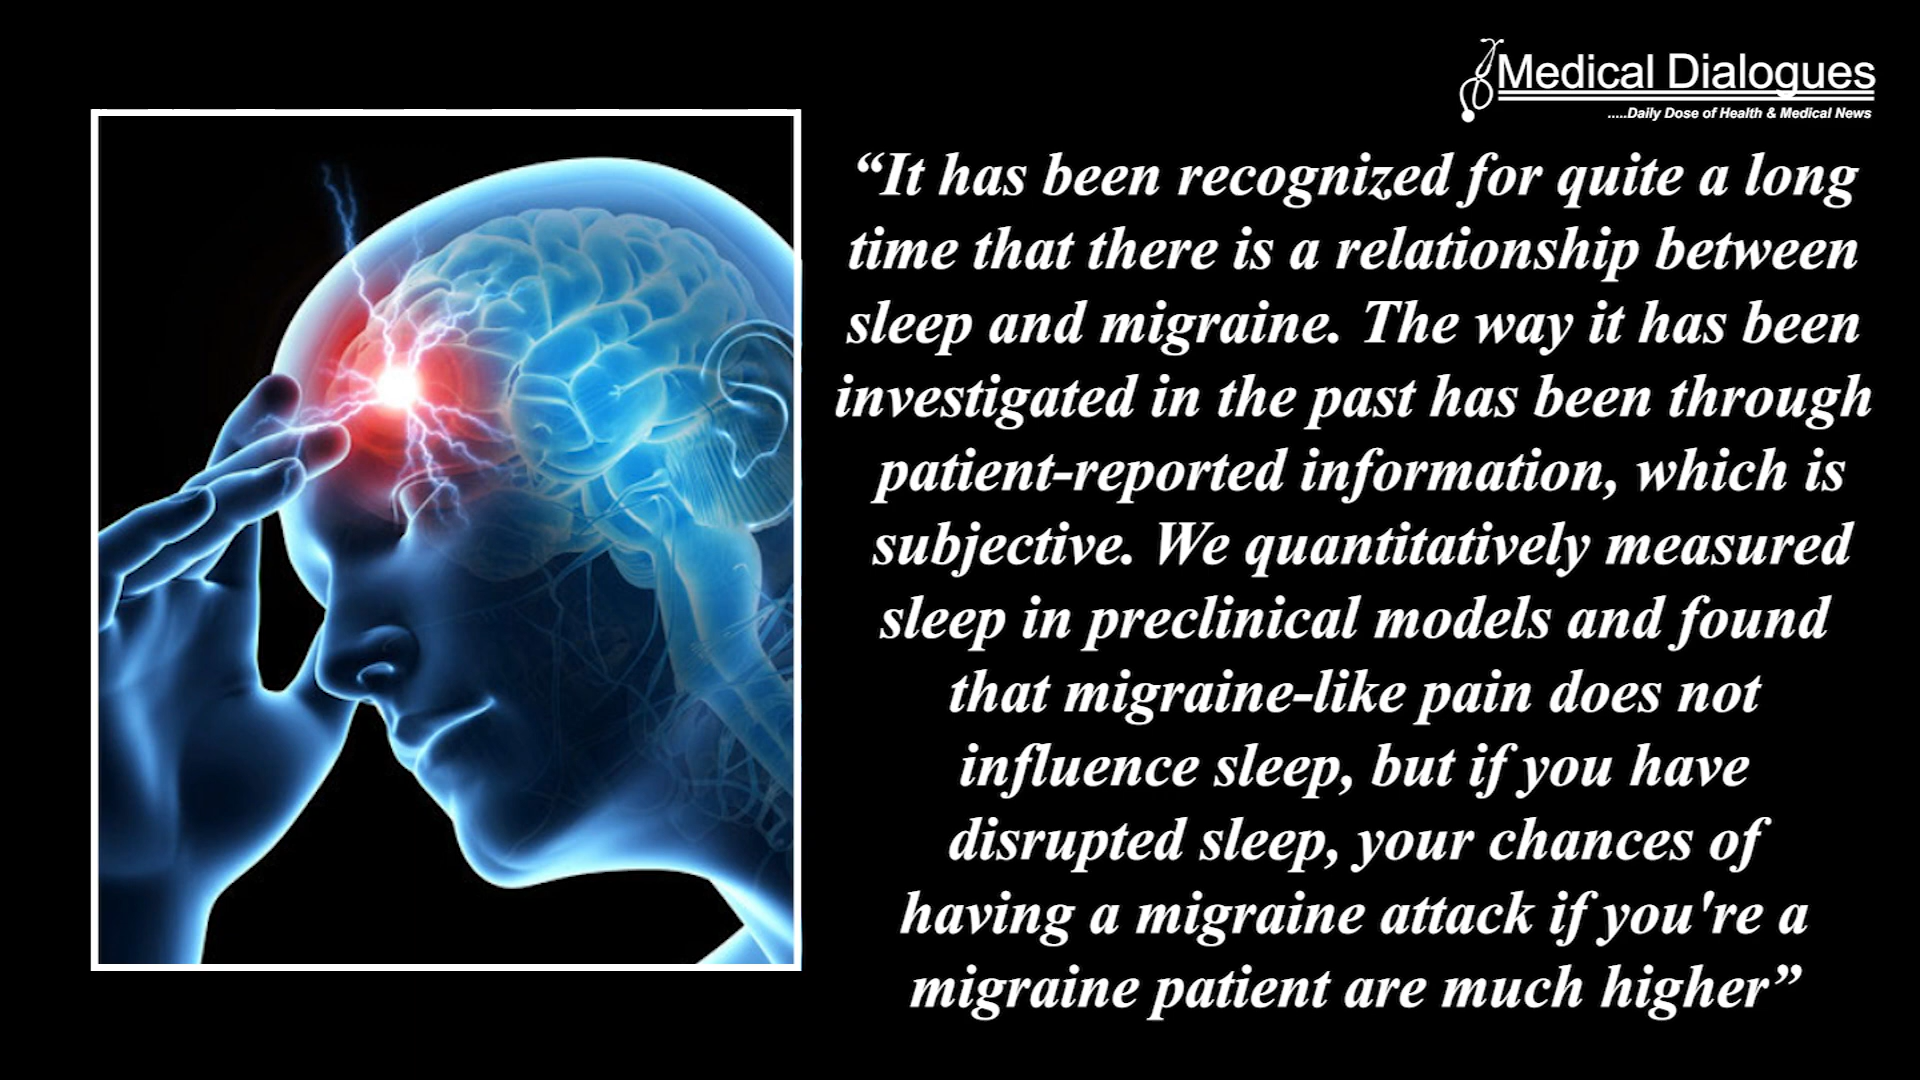 Medical Dialogues
.....Daily Dose of Health & Medical News
“It has been recognized for quite a long
time that there is a relationship between
sleep and migraine. The way it has been
investigated in the past has been through
patient-reported information, which is
subjective. We quantitatively measured
sleep in preclinical models and found
that migraine-like pain does not
influence sleep, but if you have
disrupted sleep, your chances of
having a migraine attack if you're a
migraine patient are much higher”